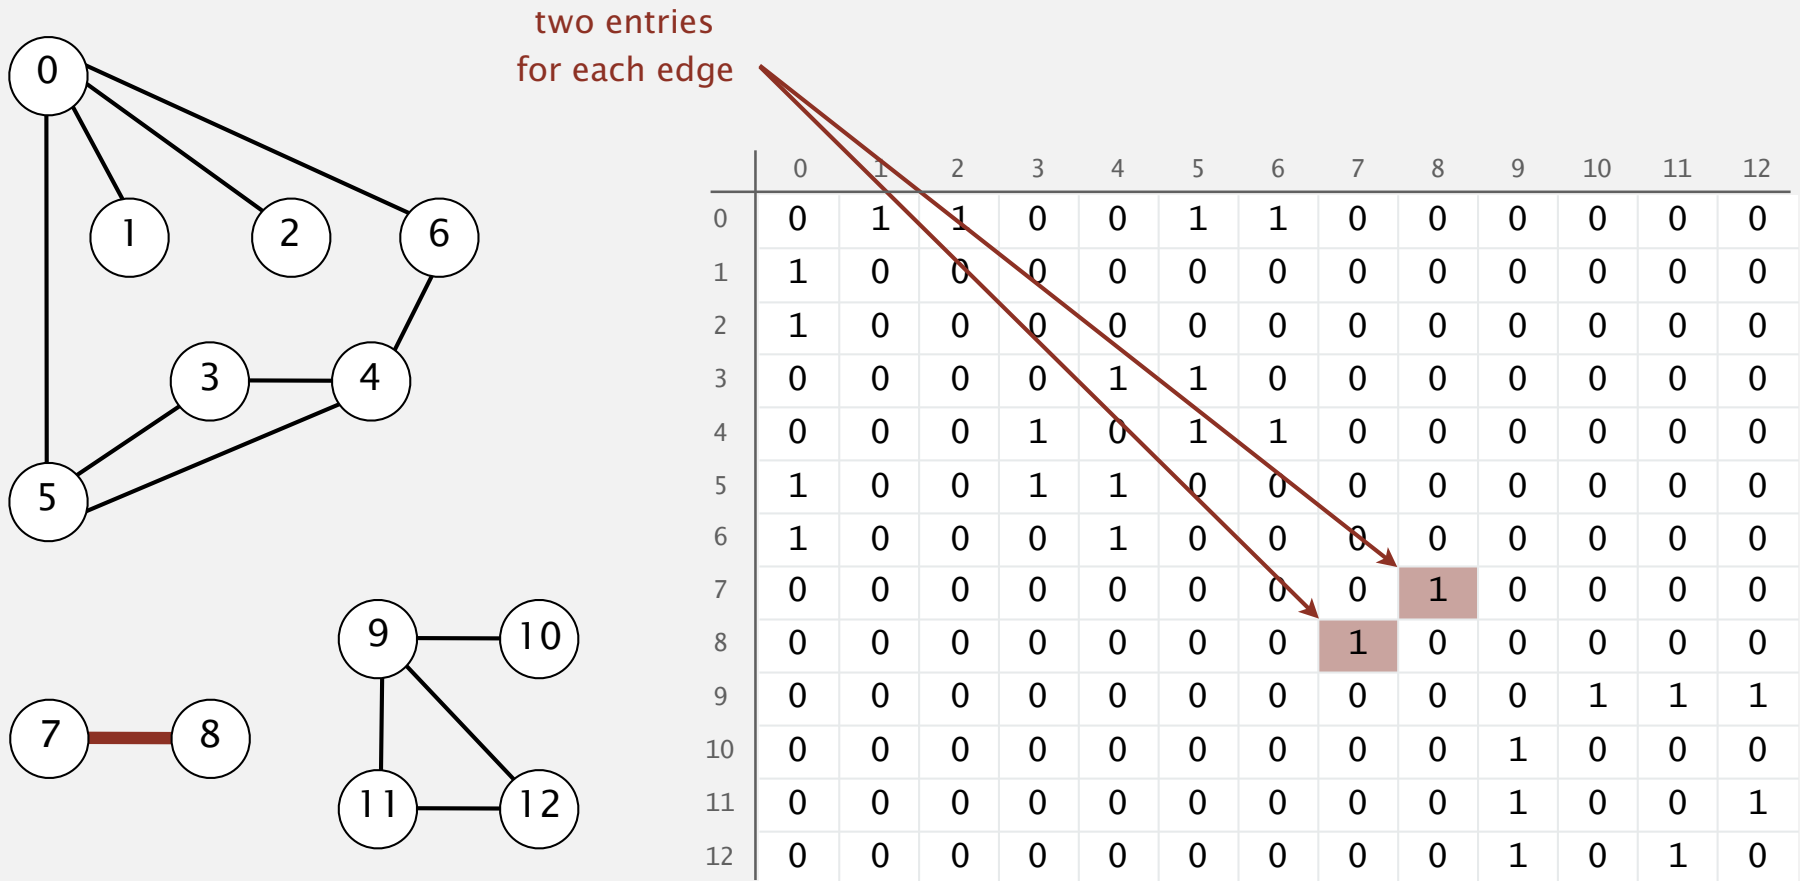 two entries
for each edge
0
1
2
6
3
4
5
9
10
7
8
11
12
0 1 2 3 4 5 6 7 8 9 10 11 12
0 0 1 1 0 0 1 1 0 0 0 0 0 0
1 1 0 0 0 0 0 0 0 0 0 0 0 0
2 1 0 0 0 0 0 0 0 0 0 0 0 0
3 0 0 0 0 1 1 0 0 0 0 0 0 0
4 0 0 0 1 0 1 1 0 0 0 0 0 0
5 1 0 0 1 1 0 0 0 0 0 0 0 0
6 1 0 0 0 1 0 0 0 0 0 0 0 0
7 0 0 0 0 0 0 0 0 1 0 0 0 0
8 0 0 0 0 0 0 0 1 0 0 0 0 0
9 0 0 0 0 0 0 0 0 0 0 1 1 1
10 0 0 0 0 0 0 0 0 0 1 0 0 0
11 0 0 0 0 0 0 0 0 0 1 0 0 1
12 0 0 0 0 0 0 0 0 0 1 0 1 0